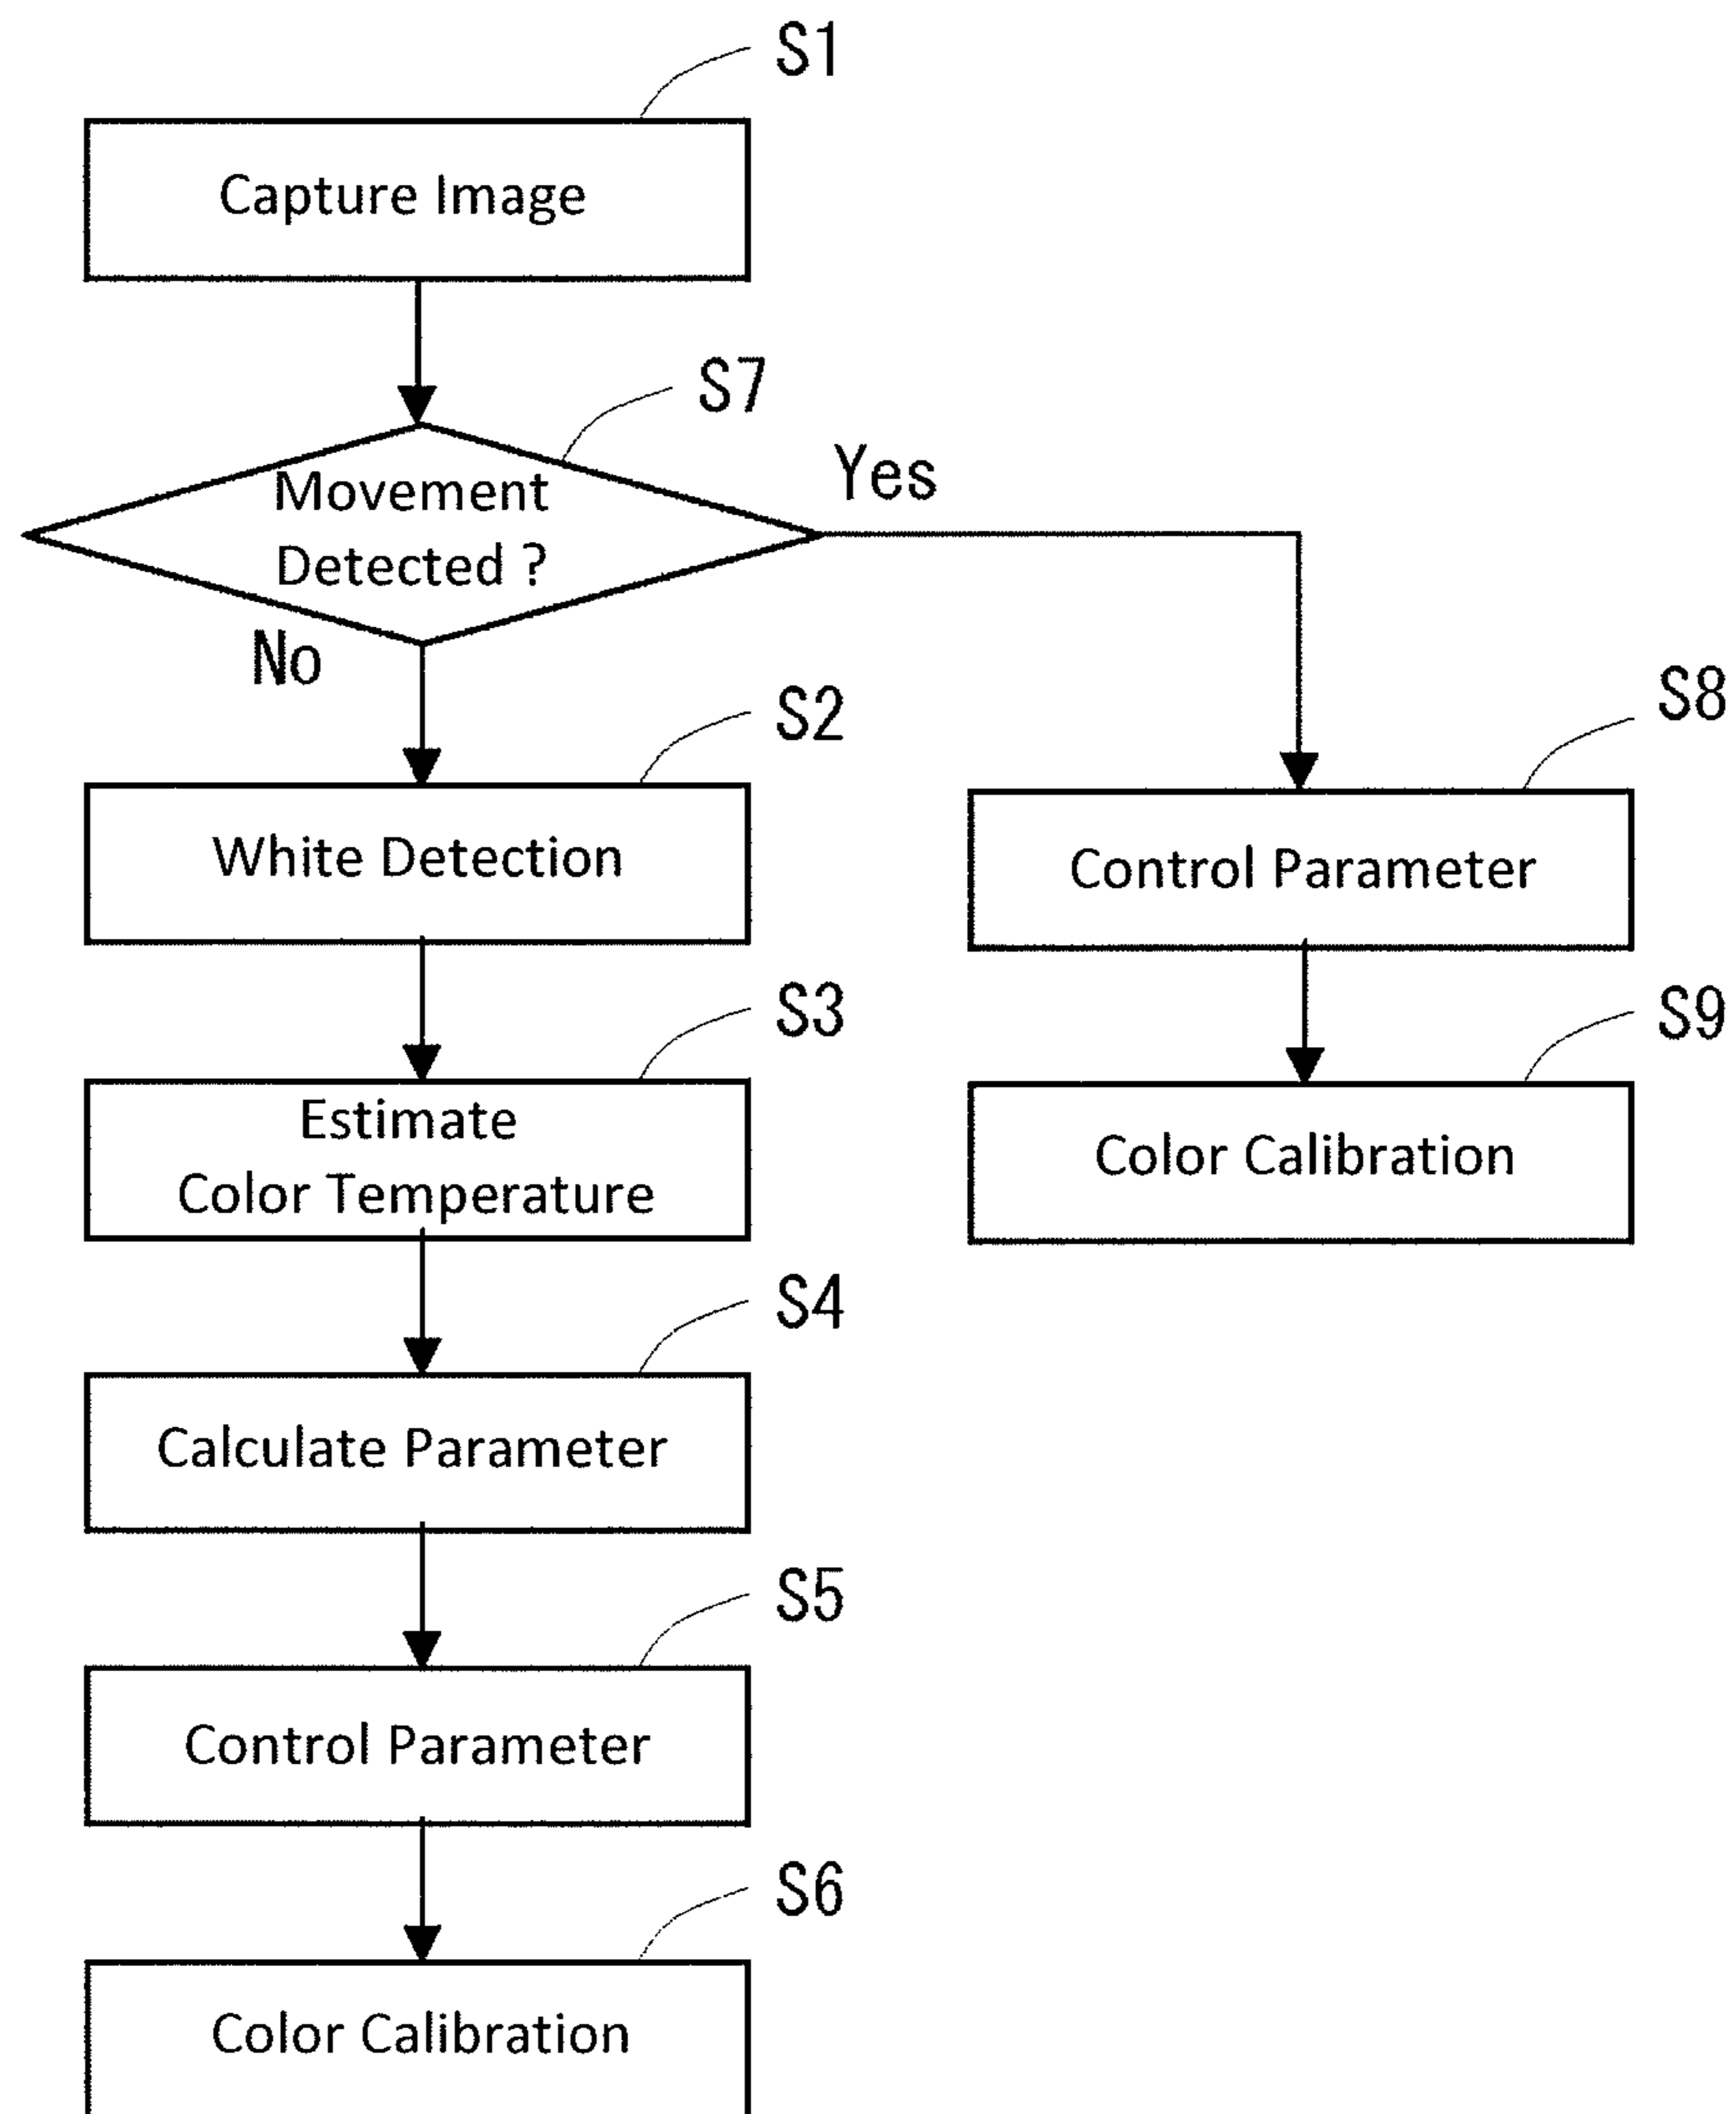 S1
Capture Image
S7
Movement
Detected ?
Yes
No
S2
White Detection
S8
Control Parameter
S3
Estimate
Color Temperature
S9
Color Calibration
S4
Calculate Parameter
S5
Control Parameter
S6
Color Calibration